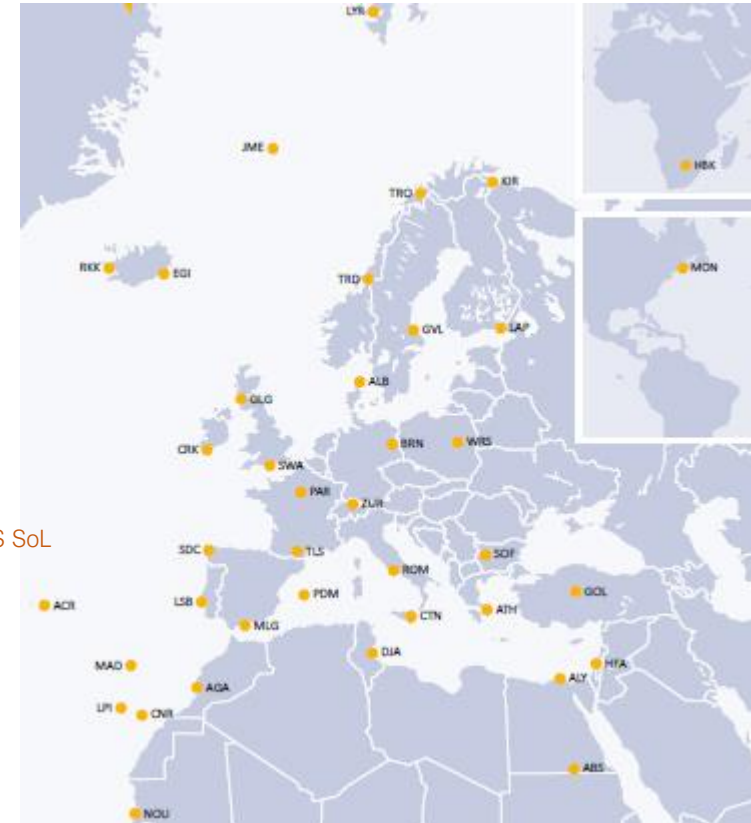 LYR
JME
HBK
KIR
TRO
RKK
EGI
TRD
MON
GVL
LAP
ALB
GLG
CRK
BRN
WRS
SWA
PAR
ZUR
S SoL
SDC
TLS
SOF
ROM
GOL
ACR
LSB
PDM
CTN
ATH
MLG
DJA
MAD
HFA
AGA
ALY
LPI
CNR
ABS
NOU